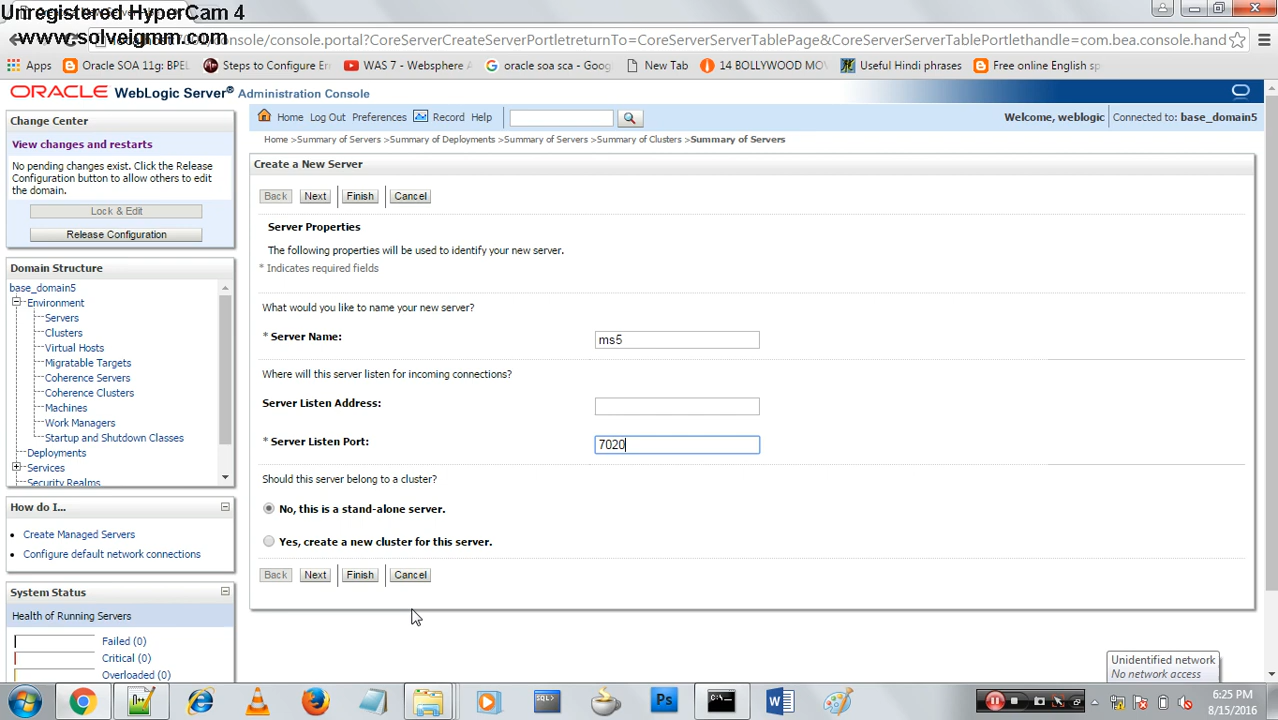 Unregistered HyperCam 4
www.solveigmm.com
console/console.portal?CoreServerCreateServerPortletreturnTo=CoreServerServerTablePage&CoreServerServerTablePortlethandle=com.bea.console.hand
Apps Oracle SOA 11g: BPEL Steps to Configure Er WAS 7 - Websphere oracle soa sca - Goog New Tab 14 BOLLYWOOD MO Useful Hindi phrases Free online English sp
ORACLE WebLogic Server® Administration Console
Change Center
View changes and restarts
No pending changes exist. Click the Release
Configuration button to allow others to edit
the domain.
Lock & Edit
Release Configuration
Domain Structure
base_domain5
Environment
Servers
Clusters
Virtual Hosts
Migratable Targets
Coherence Servers
Coherence Clusters
Machines
Work Managers
Startup and Shutdown Classes
Deployments
Services
Security Realms
How do I...
Create Managed Servers
Configure default network connections
System Status
Health of Running Servers
Failed (0)
Critical (0)
Overloaded (0)
Home Log Out Preferences Record Help
Welcome, weblogic Connected to: base_domain5
Home >Summary of Servers >Summary of Deployments >Summary of Servers >Summary of Clusters >Summary of Servers
Create a New Server
Back Next Finish Cancel
Server Properties
The following properties will be used to identify your new server.
* Indicates required fields
What would you like to name your new server?
* Server Name: ms5
Where will this server listen for incoming connections?
Server Listen Address:
* Server Listen Port: 7020
Should this server belong to a cluster?
No, this is a stand-alone server.
Yes, create a new cluster for this server.
Back Next Finish Cancel
Unidentified network
No network access
6:25 PM
8/15/2016